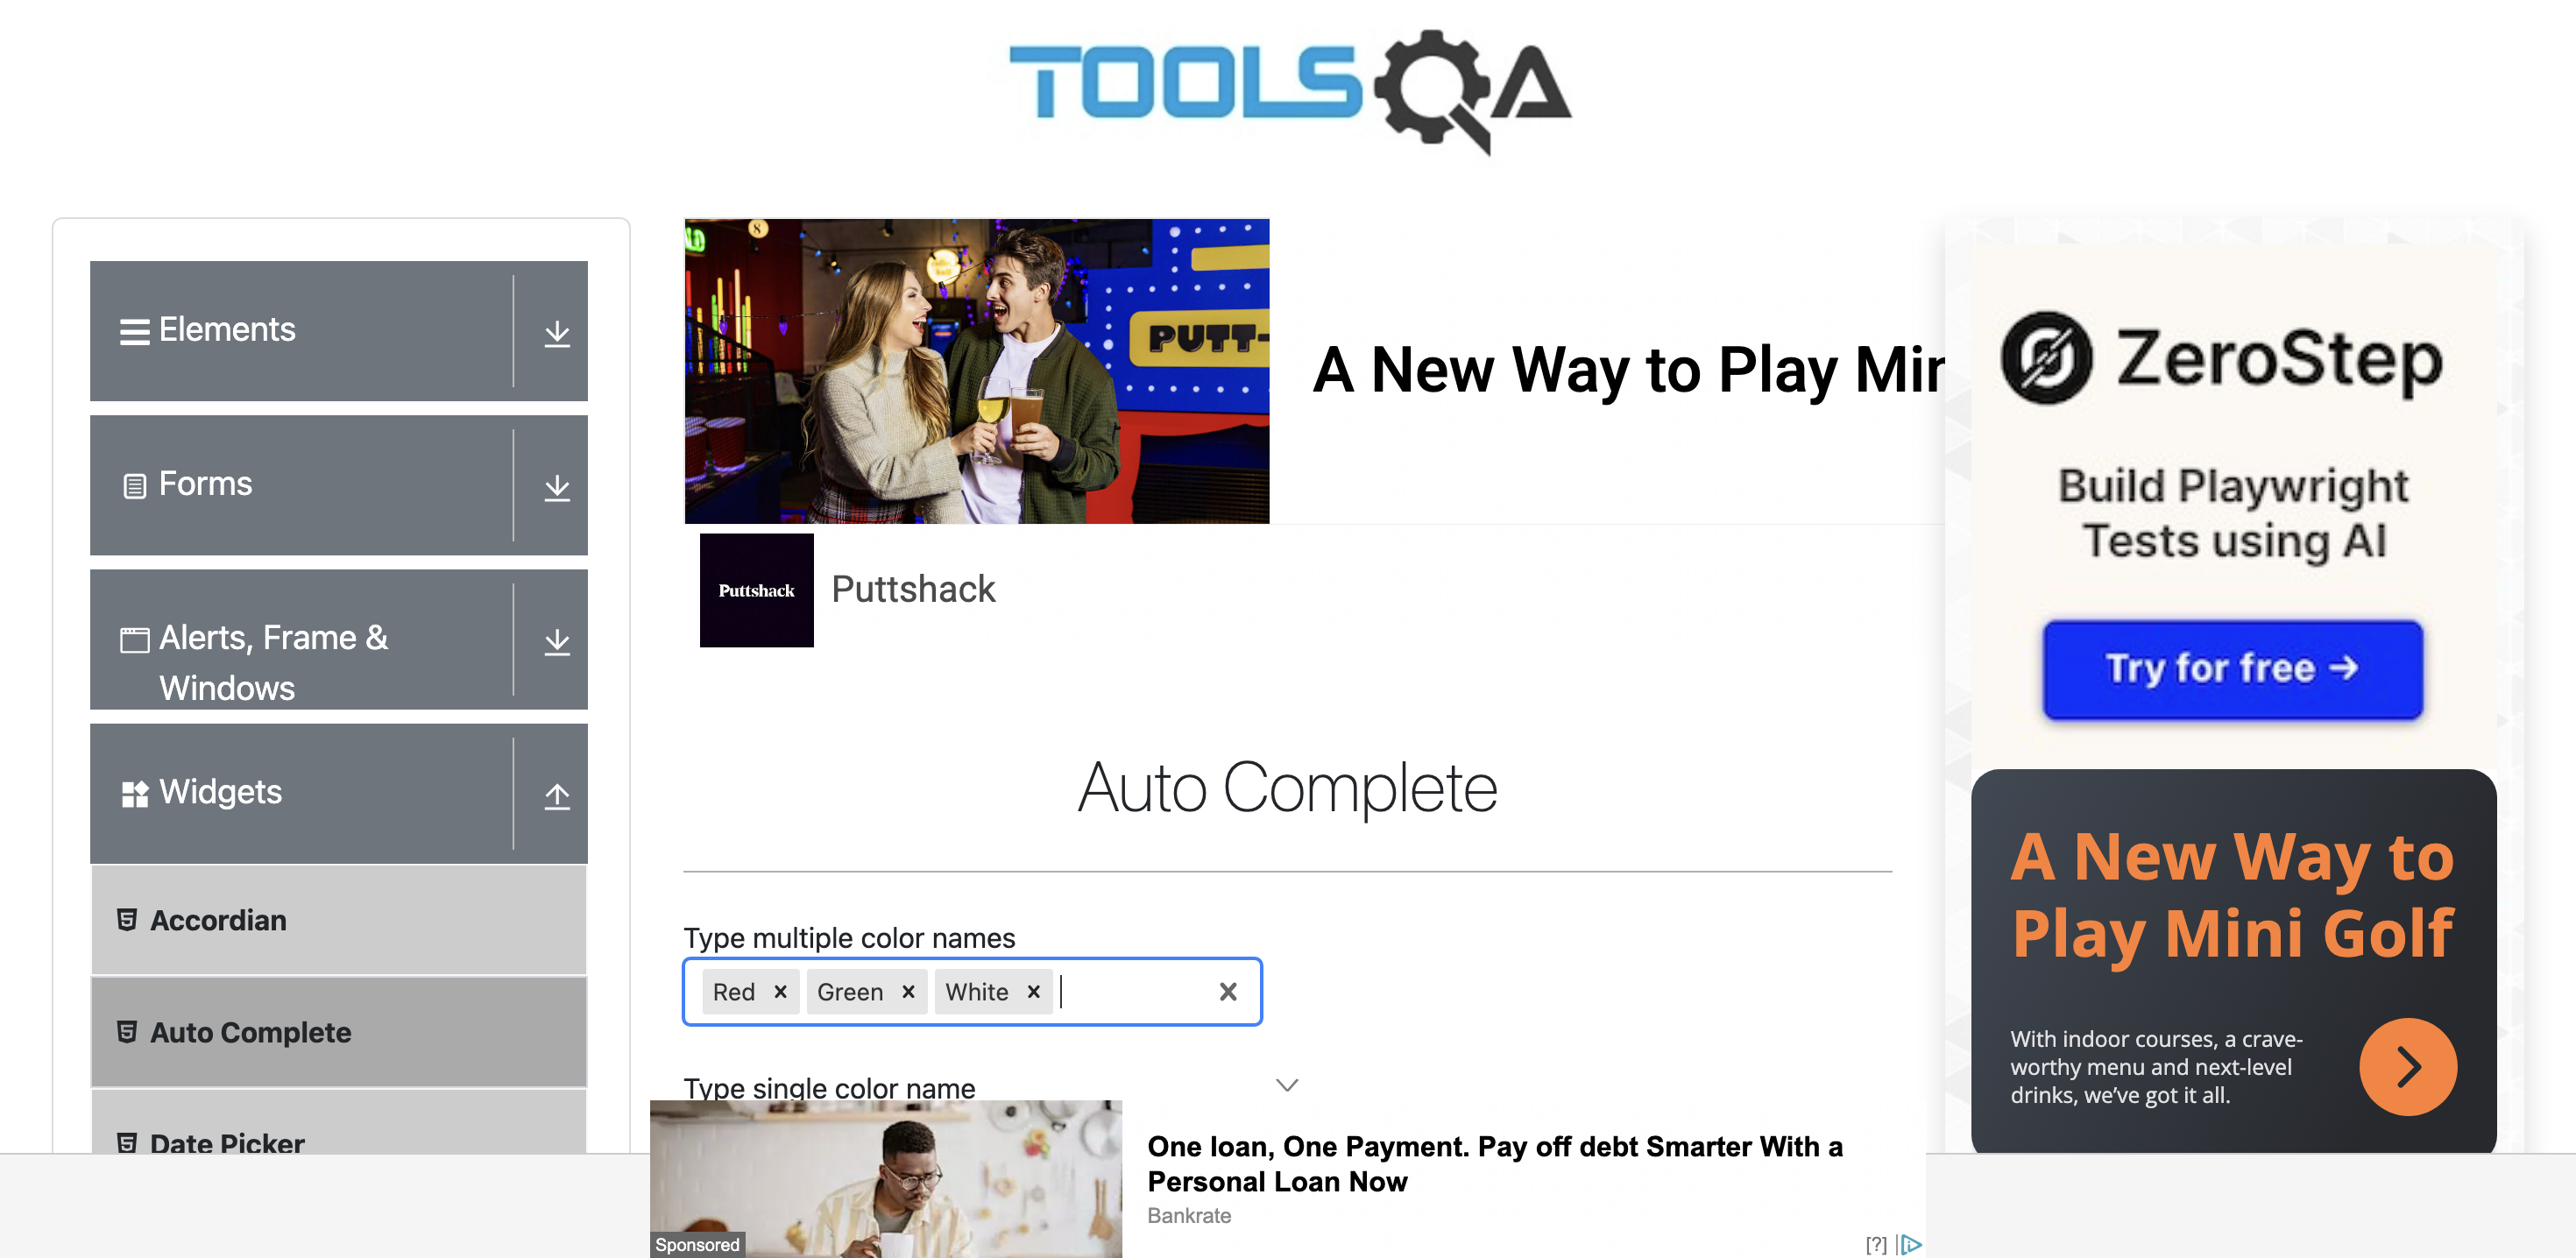 TOOLSQA
Elements
Forms
Alerts, Frame &
Windows
Widgets
Accordian
Auto Complete
Date Picker
8
PUTT-
A New Way to Play Min
Puttshack
Puttshack
Auto Complete
Type multiple color names
Red × Green × White ×
Type single color name
One loan, One Payment. Pay off debt Smarter With a
Personal Loan Now
Bankrate
Sponsored
[?]
ZeroStep
Build Playwright
Tests using AI
Try for free →
A New Way to
Play Mini Golf
With indoor courses, a crave-
worthy menu and next-level
drinks, we've got it all.